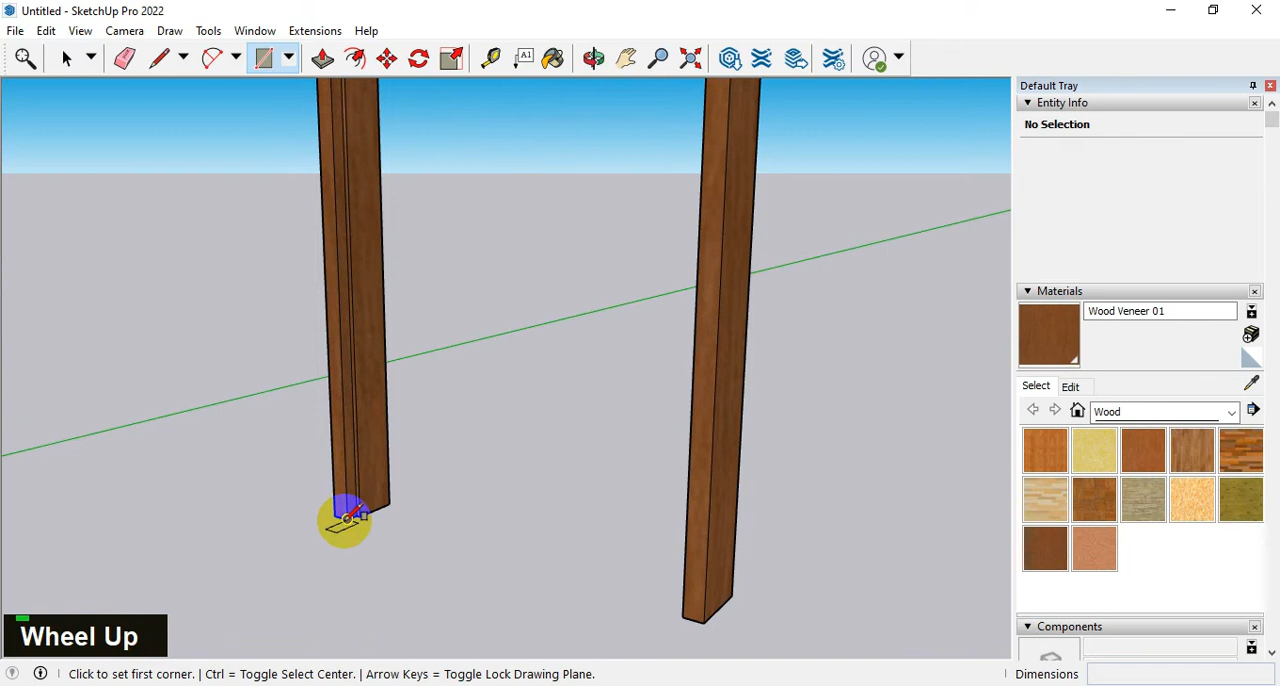 Untitled - SketchUp Pro 2022
File Edit View Camera Draw Tools Window Extensions Help
A1
Default Tray
Entity Info
No Selection
Materials
Wood Veneer 01
Select Edit
Wood
Components
Wheel Up
Click to set first corner. | Ctrl = Toggle Select Center. | Arrow Keys = Toggle Lock Drawing Plane.
Dimensions